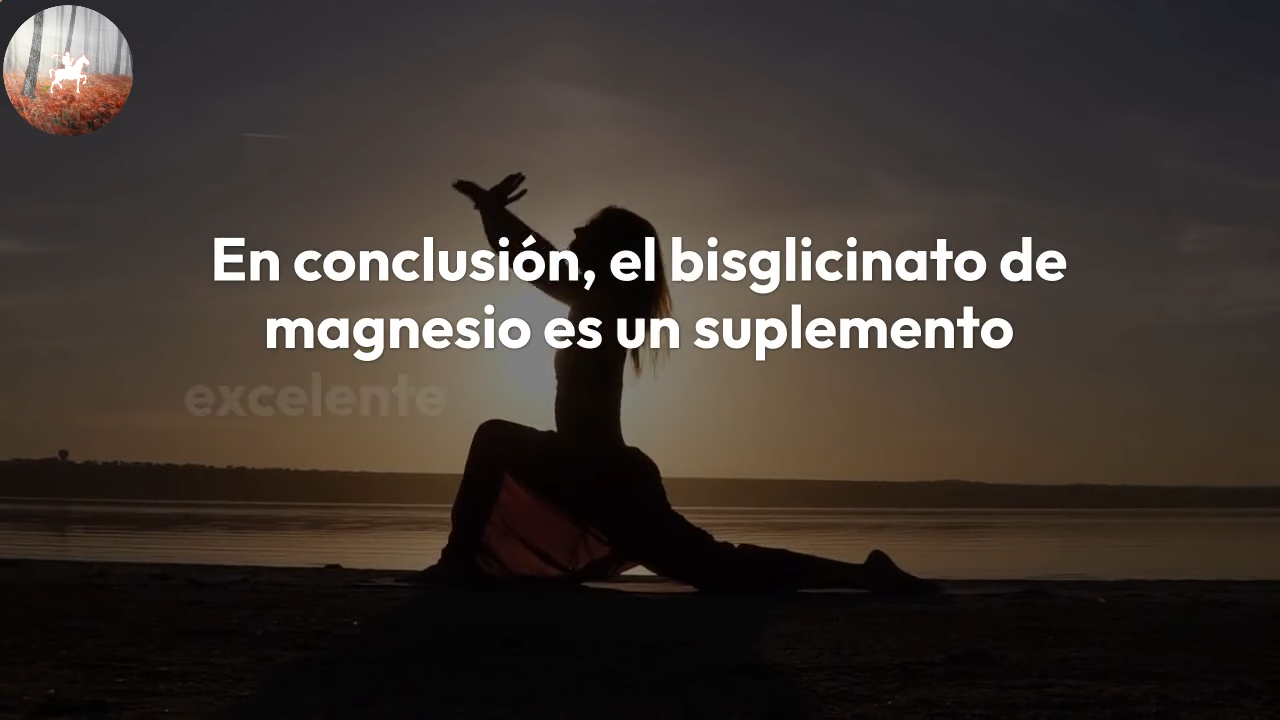 En conclusión, el bisglicinato de
magnesio es un suplemento
excelente